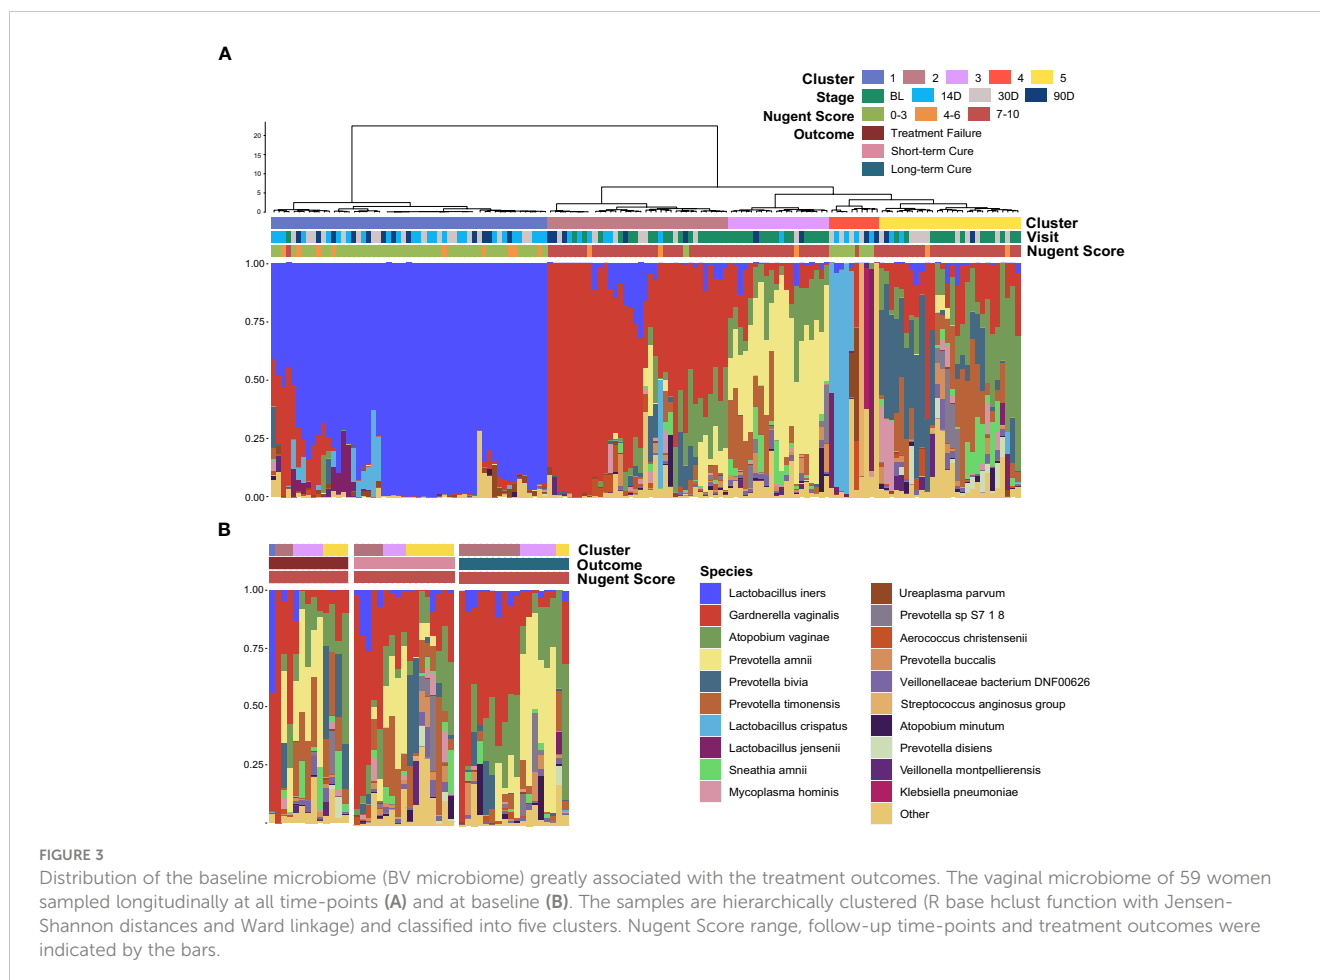 A
Cluster 1 2 3 4 5
Stage BL 14D 30D 90D
Nugent Score 0-3 4-6 7-10
Outcome Treatment Failure
Short-term Cure
Long-term Cure
20
15
10
5
0
Cluster
Visit
Nugent Score
1.00
0.75
0.50
0.25
0.00
B
Cluster
Outcome
Nugent Score
1.00
0.75
0.50
0.25
Species
Lactobacillus iners
Gardnerella vaginalis
Atopobium vaginae
Prevotella amnii
Prevotella bivia
Prevotella timonensis
Lactobacillus crispatus
Lactobacillus jensenii
Sneathia amnii
Mycoplasma hominis
Ureaplasma parvum
Prevotella sp S7 1 8
Aerococcus christensenii
Prevotella buccalis
Veillonellaceae bacterium DNF00626
Streptococcus anginosus group
Atopobium minutum
Prevotella disiens
Veillonella montpellierensis
Klebsiella pneumoniae
Other
FIGURE 3
Distribution of the baseline microbiome (BV microbiome) greatly associated with the treatment outcomes. The vaginal microbiome of 59 women
sampled longitudinally at all time-points (A) and at baseline (B). The samples are hierarchically clustered (R base hclust function with Jensen-
Shannon distances and Ward linkage) and classified into five clusters. Nugent Score range, follow-up time-points and treatment outcomes were
indicated by the bars.